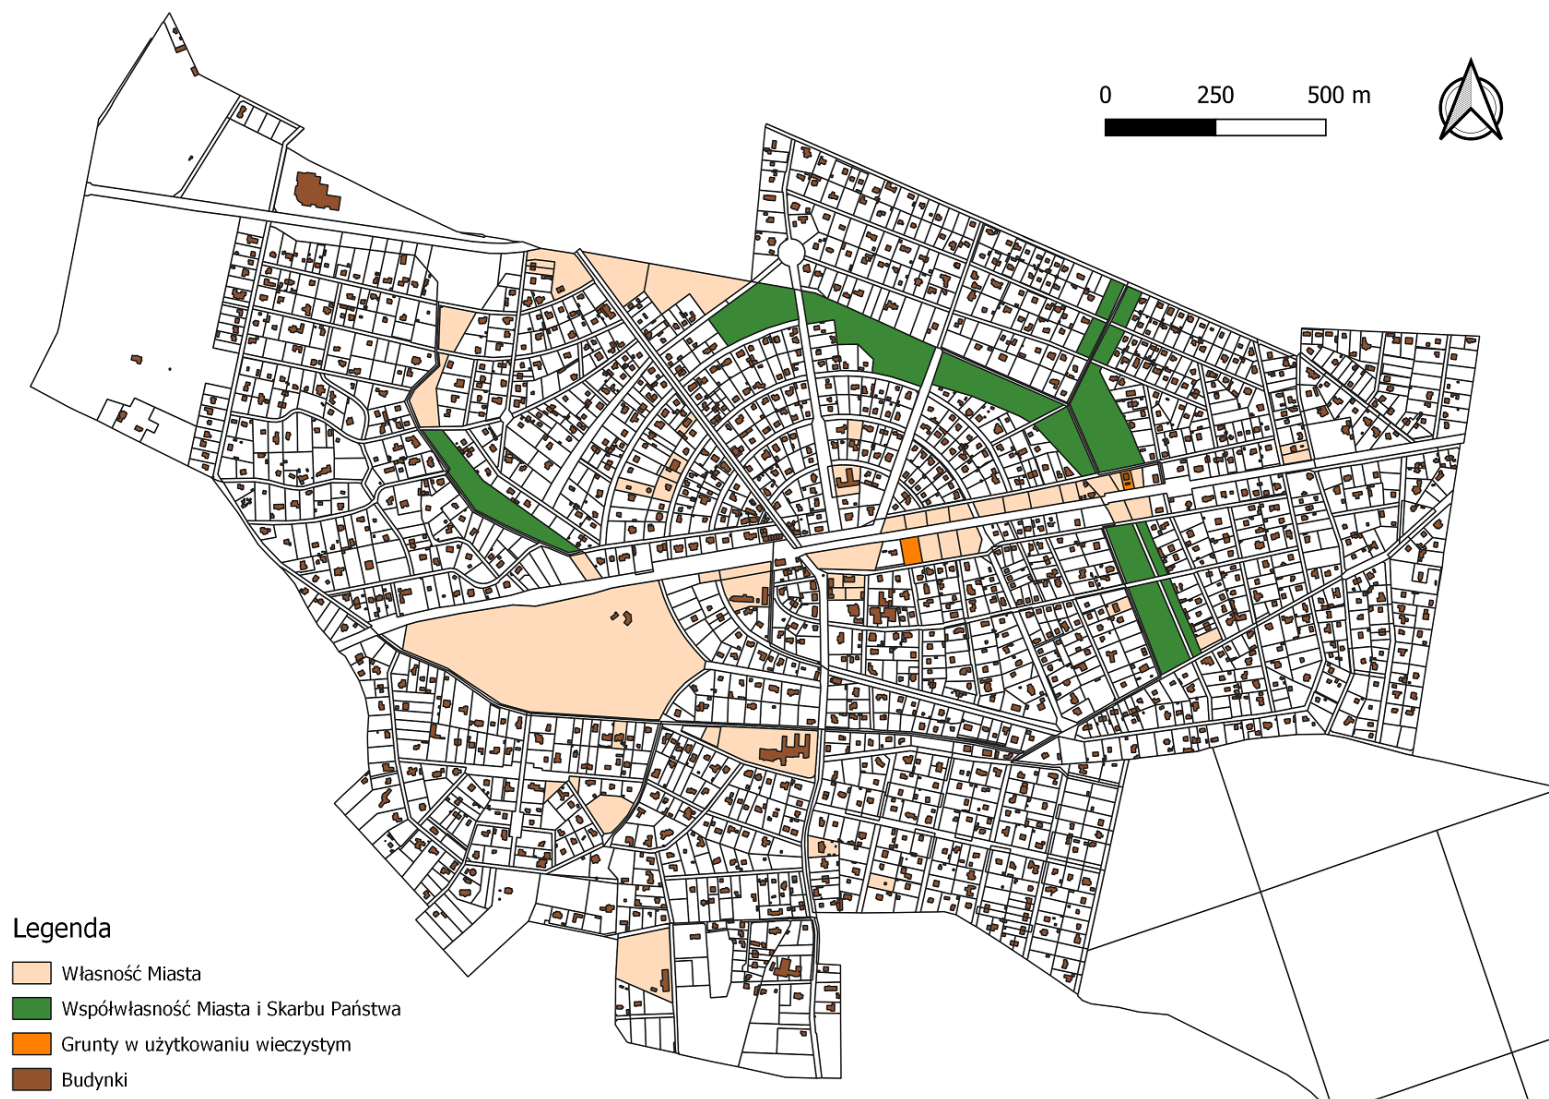 0 250 500 m
Legenda
Własność Miasta
Współwłasność Miasta i Skarbu Państwa
Grunty w użytkowaniu wieczystym
Budynki